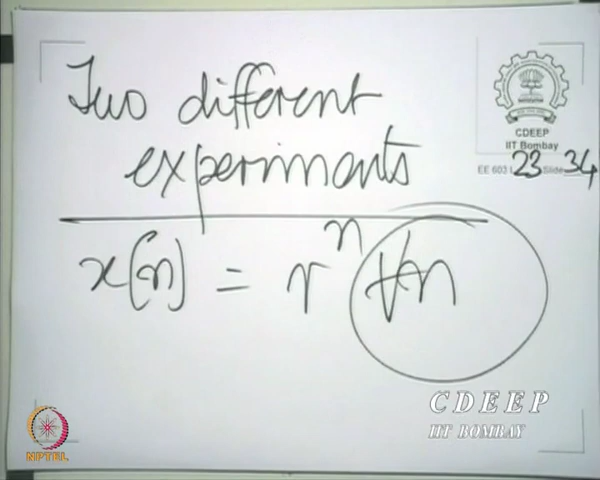 Two different
experiments
x[n] = r^n ∀n
CDEEP
IIT Bombay
EE 603 L 23 Slide 34
CDEEP
IIT BOMBAY
NPTEL